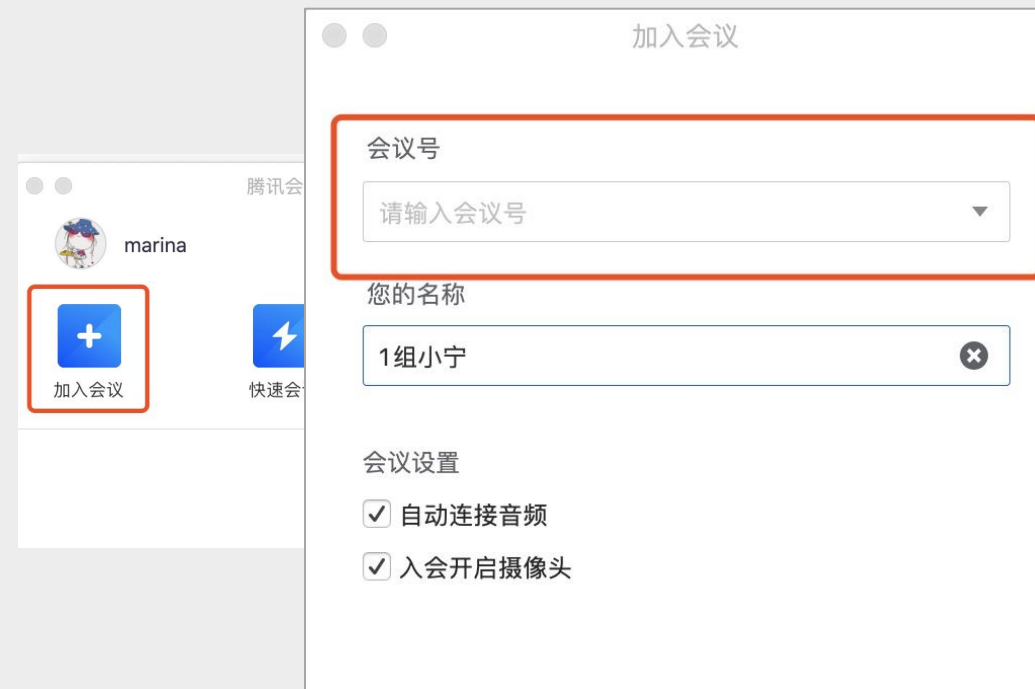 腾讯会
marina
加入会议
快速会
加入会议
会议号
请输入会议号
您的名称
1组小宁
会议设置
自动连接音频
入会开启摄像头